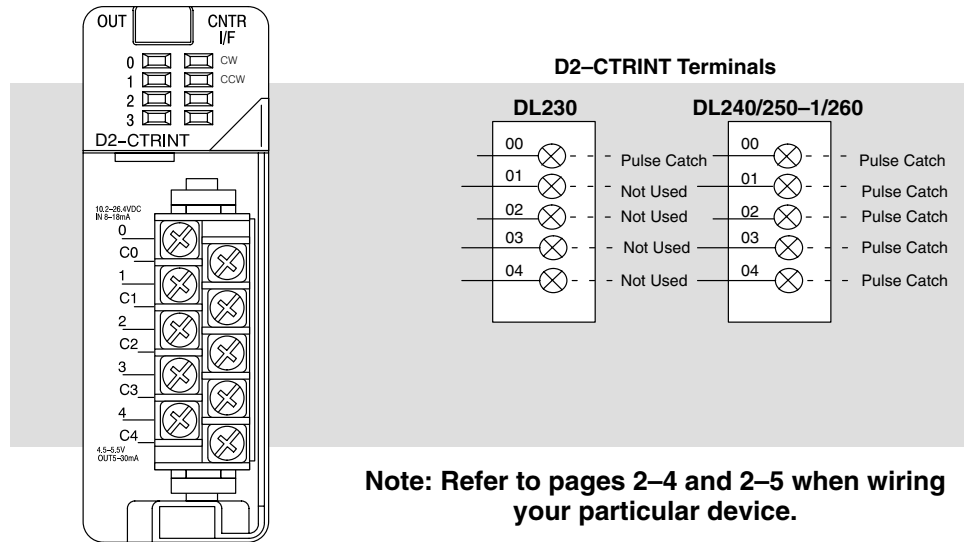 OUT CNTR
I/F
0 CW
1 CCW
2
3
D2–CTRINT
10.2–26.4VDC
IN 8–18mA
0
C0
1
C1
2
C2
3
C3
4
C4
4.5–5.5V
OUT5–30mA
D2–CTRINT Terminals
DL230 DL240/250–1/260
00 Pulse Catch 00 Pulse Catch
01 Not Used 01 Pulse Catch
02 Not Used 02 Pulse Catch
03 Not Used 03 Pulse Catch
04 Not Used 04 Pulse Catch
Note: Refer to pages 2–4 and 2–5 when wiring
your particular device.